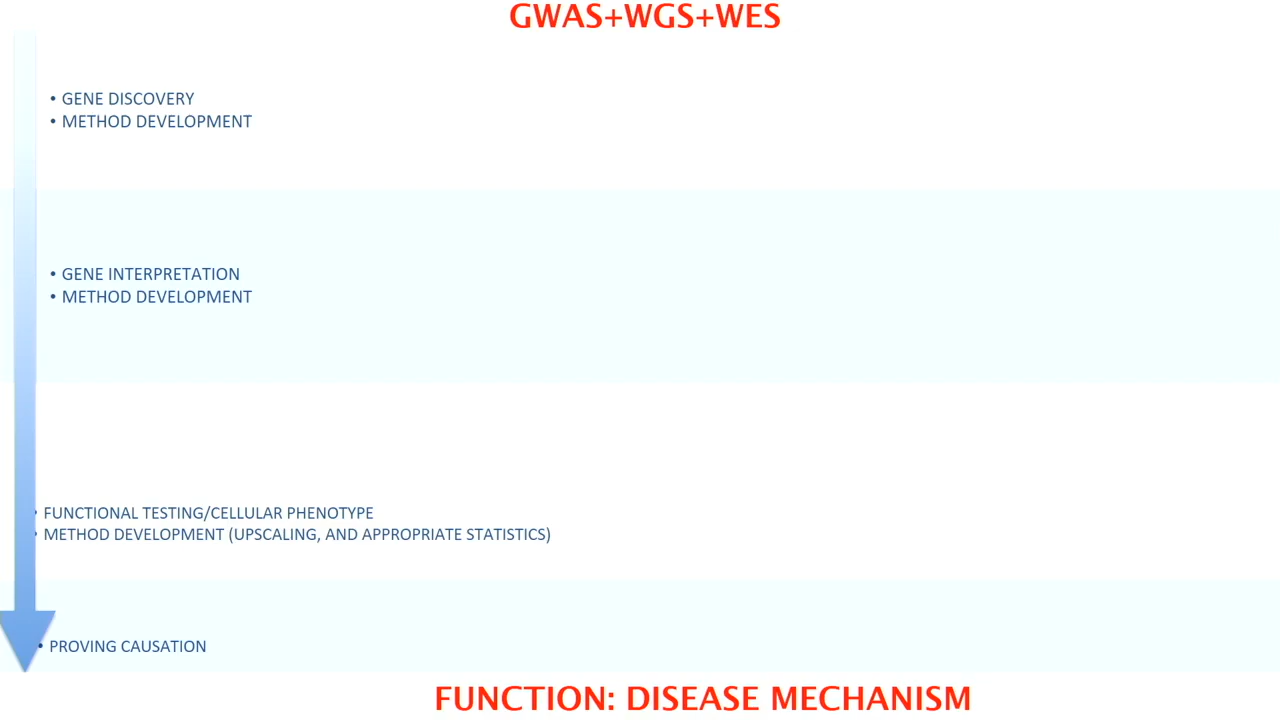 GWAS+WGS+WES
• GENE DISCOVERY
• METHOD DEVELOPMENT
• GENE INTERPRETATION
• METHOD DEVELOPMENT
• FUNCTIONAL TESTING/CELLULAR PHENOTYPE
• METHOD DEVELOPMENT (UPSCALING, AND APPROPRIATE STATISTICS)
• PROVING CAUSATION
FUNCTION: DISEASE MECHANISM